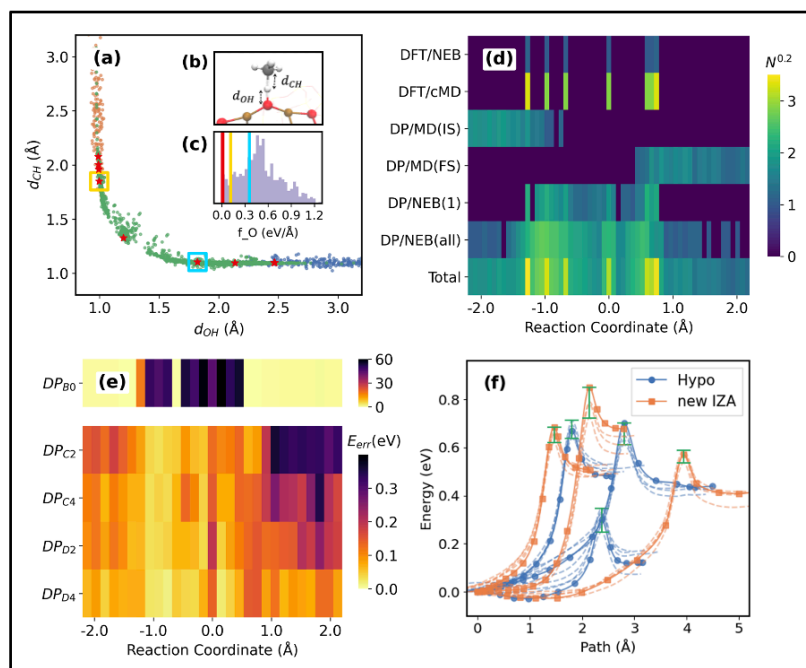 (a)
3.0
2.5
2.0
1.5
1.0
d_CH (Å)
1.0 1.5 2.0 2.5 3.0
d_OH (Å)
(b)
d_CH
d_OH
(c)
0.0 0.3 0.6 0.9 1.2
f_O (eV/Å)
(d)
DFT/NEB
DFT/cMD
DP/MD(IS)
DP/MD(FS)
DP/NEB(1)
DP/NEB(all)
Total
-2.0 -1.0 0.0 1.0 2.0
Reaction Coordinate (Å)
N^0.2
3
2
1
0
(e)
DP_B0
60
40
20
0
DP_C2
DP_C4
DP_D2
DP_D4
E_err(eV)
0.3
0.2
0.1
0.0
-2.0 -1.0 0.0 1.0 2.0
Reaction Coordinate (Å)
(f)
Hypo
new IZA
0.8
0.6
0.4
0.2
0.0
Energy (eV)
0 1 2 3 4 5
Path (Å)